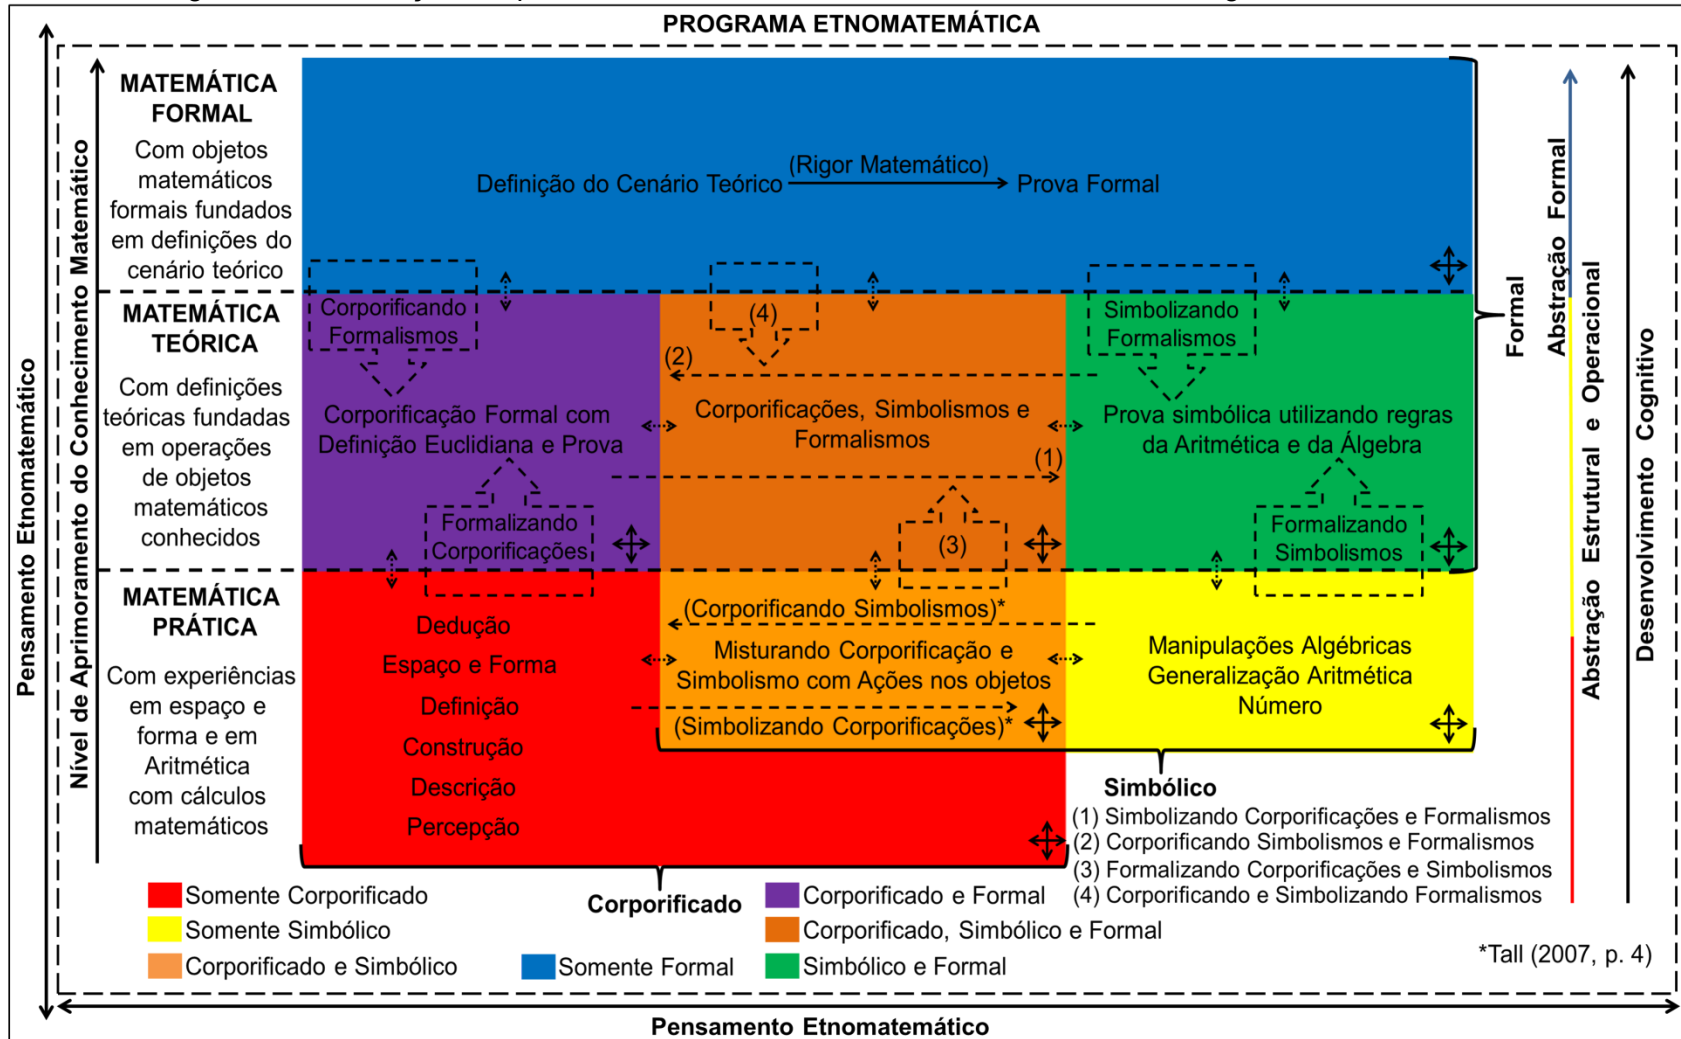 PROGRAMA ETNOMATEMÁTICA
Pensamento Etnomatemático
Nível de Aprimoramento do Conhecimento Matemático
MATEMÁTICA
FORMAL
Com objetos
matemáticos
formais fundados
em definições do
cenário teórico
MATEMÁTICA
TEÓRICA
Com definições
teóricas fundadas
em operações
de objetos
matemáticos
conhecidos
MATEMÁTICA
PRÁTICA
Com experiências
em espaço e
forma e em
Aritmética
com cálculos
matemáticos
Definição do Cenário Teórico
(Rigor Matemático)
Prova Formal
Corporificando
Formalismos
(4)
Simbolizando
Formalismos
(2)
Corporificação Formal com
Definição Euclidiana e Prova
Corporificações, Simbolismos e
Formalismos
Prova simbólica utilizando regras
da Aritmética e da Álgebra
(1)
Formalizando
Corporificações
(3)
Formalizando
Simbolismos
Dedução
Espaço e Forma
Definição
Construção
Descrição
Percepção
(Corporificando Simbolismos)*
Misturando Corporificação e
Simbolismo com Ações nos objetos
(Simbolizando Corporificações)*
Manipulações Algébricas
Generalização Aritmética
Número
Formal
Abstração Formal
Abstração Estrutural e Operacional
Desenvolvimento Cognitivo
Simbólico
(1) Simbolizando Corporificações e Formalismos
(2) Corporificando Simbolismos e Formalismos
(3) Formalizando Corporificações e Simbolismos
(4) Corporificando e Simbolizando Formalismos
Corporificado
Somente Corporificado
Somente Simbólico
Corporificado e Simbólico
Somente Formal
Corporificado e Formal
Corporificado, Simbólico e Formal
Simbólico e Formal
*Tall (2007, p. 4)
Pensamento Etnomatemático